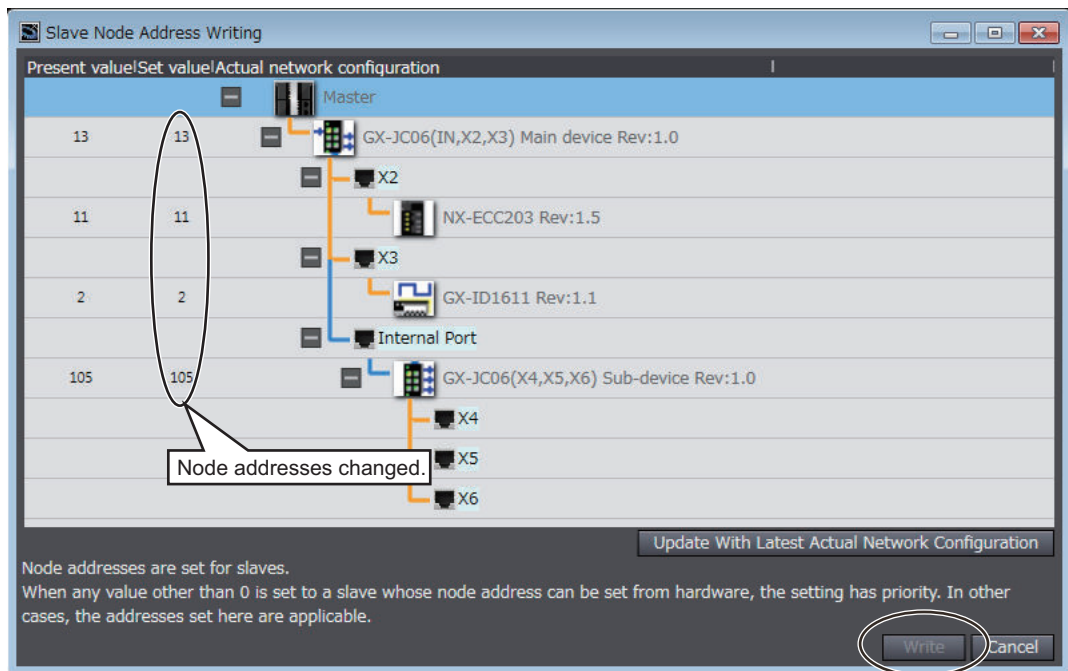 Slave Node Address Writing
Present value|Set value|Actual network configuration
Master
13 13 GX-JC06(IN,X2,X3) Main device Rev:1.0
X2
11 11 NX-ECC203 Rev:1.5
X3
2 2 GX-ID1611 Rev:1.1
Internal Port
105 105 GX-JC06(X4,X5,X6) Sub-device Rev:1.0
X4
Node addresses changed. X5
X6
Update With Latest Actual Network Configuration
Node addresses are set for slaves.
When any value other than 0 is set to a slave whose node address can be set from hardware, the setting has priority. In other
cases, the addresses set here are applicable.
Write Cancel